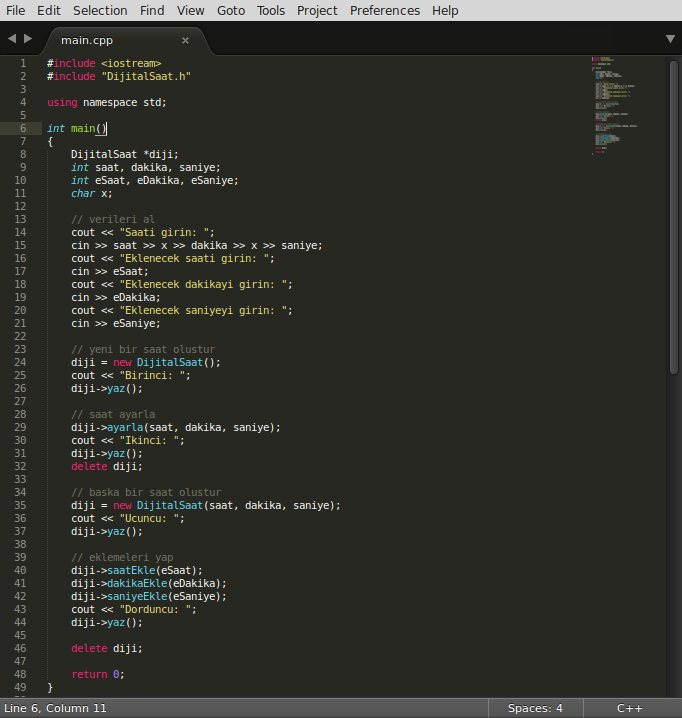 File Edit Selection Find View Goto Tools Project Preferences Help
main.cpp ×
1 #include <iostream>
2 #include "DijitalSaat.h"
3
4 using namespace std;
5
6 int main()
7 {
8 DijitalSaat *diji;
9 int saat, dakika, saniye;
10 int eSaat, eDakika, eSaniye;
11 char x;
12
13 // verileri al
14 cout << "Saati girin: ";
15 cin >> saat >> x >> dakika >> x >> saniye;
16 cout << "Eklenecek saati girin: ";
17 cin >> eSaat;
18 cout << "Eklenecek dakikayi girin: ";
19 cin >> eDakika;
20 cout << "Eklenecek saniyeyi girin: ";
21 cin >> eSaniye;
22
23 // yeni bir saat olustur
24 diji = new DijitalSaat();
25 cout << "Birinci: ";
26 diji->yaz();
27
28 // saat ayarla
29 diji->ayarla(saat, dakika, saniye);
30 cout << "Ikinci: ";
31 diji->yaz();
32 delete diji;
33
34 // baska bir saat olustur
35 diji = new DijitalSaat(saat, dakika, saniye);
36 cout << "Ucuncu: ";
37 diji->yaz();
38
39 // eklemeleri yap
40 diji->saatEkle(eSaat);
41 diji->dakikaEkle(eDakika);
42 diji->saniyeEkle(eSaniye);
43 cout << "Dorduncu: ";
44 diji->yaz();
45
46 delete diji;
47
48 return 0;
49 }
Line 6, Column 11 Spaces: 4 C++